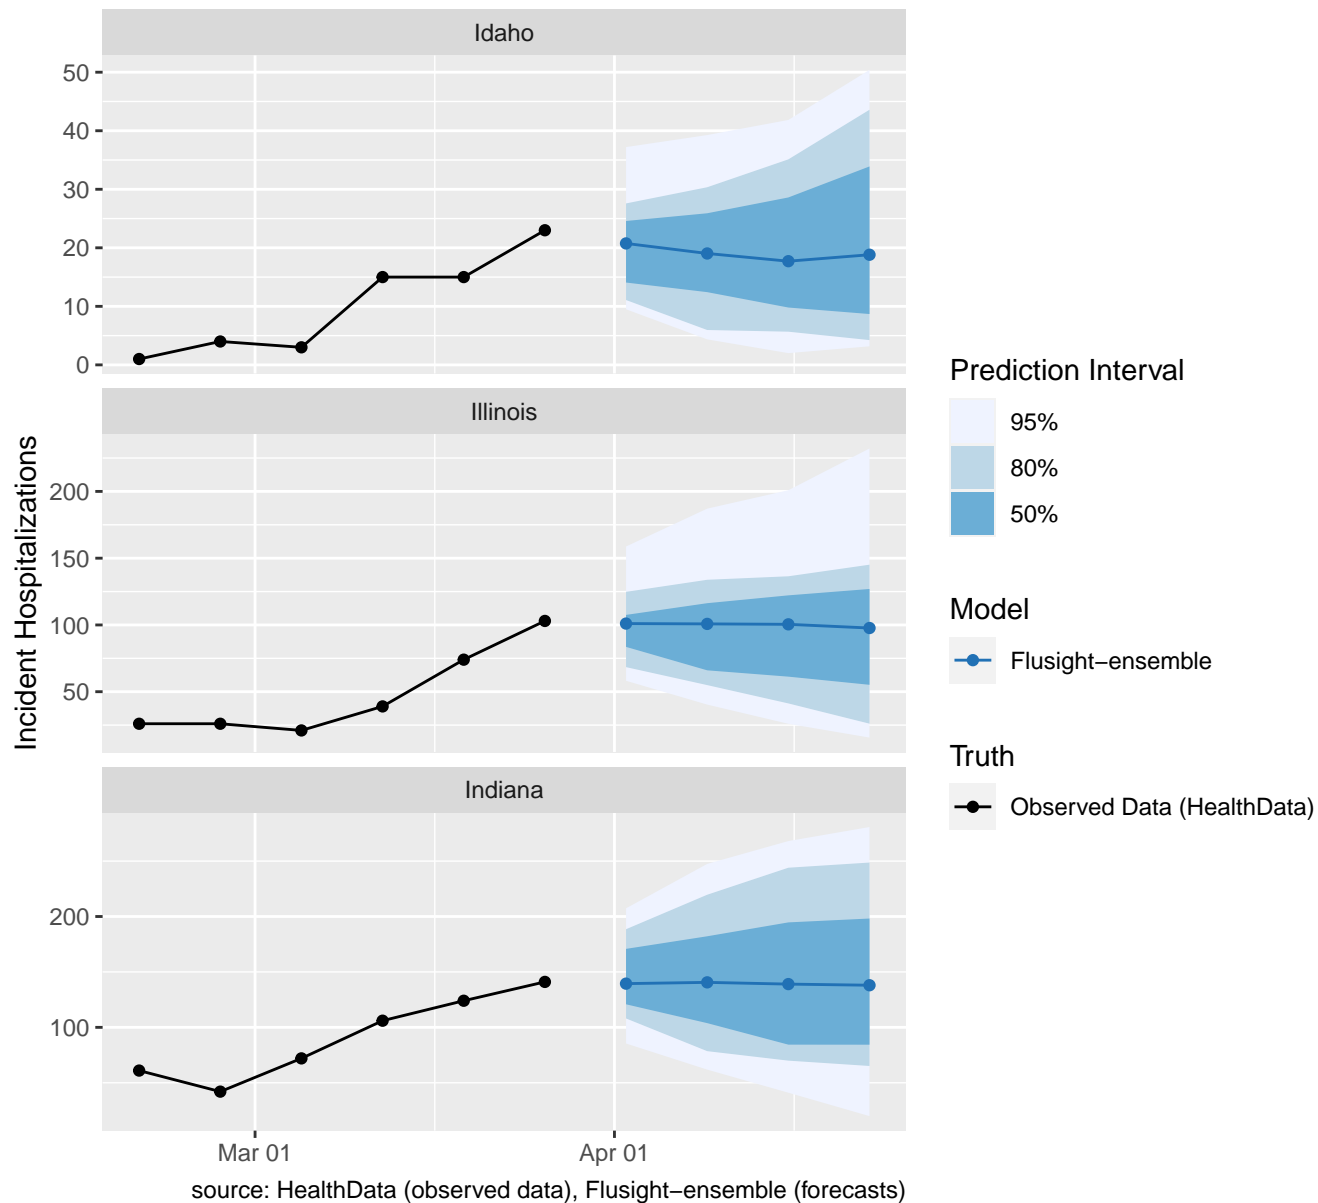 Idaho
50
40
30
20
10
0
Illinois
200
150
100
50
Indiana
200
100
Incident Hospitalizations
Mar 01
Apr 01
source: HealthData (observed data), Flusight−ensemble (forecasts)
Prediction Interval
95%
80%
50%
Model
Flusight−ensemble
Truth
Observed Data (HealthData)